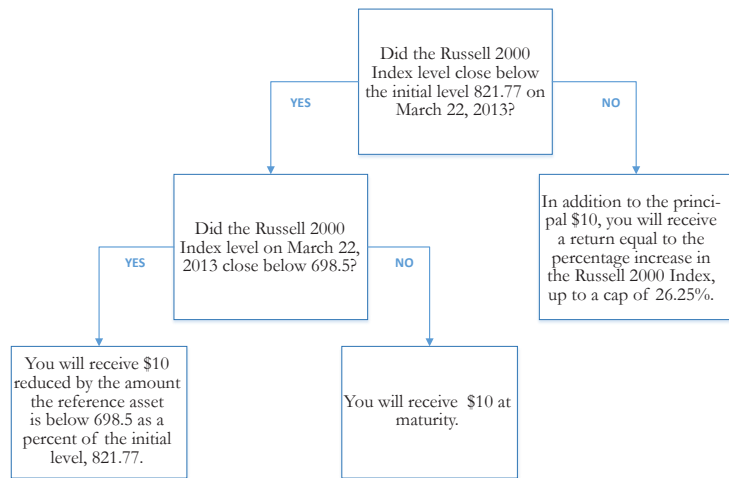 Did the Russell 2000
Index level close below
the initial level 821.77 on
March 22, 2013?
YES
NO
Did the Russell 2000
Index level on March 22,
2013 close below 698.5?
In addition to the princi-
pal $10, you will receive
a return equal to the
percentage increase in
the Russell 2000 Index,
up to a cap of 26.25%.
YES
NO
You will receive $10
reduced by the amount
the reference asset
is below 698.5 as a
percent of the initial
level, 821.77.
You will receive $10 at
maturity.